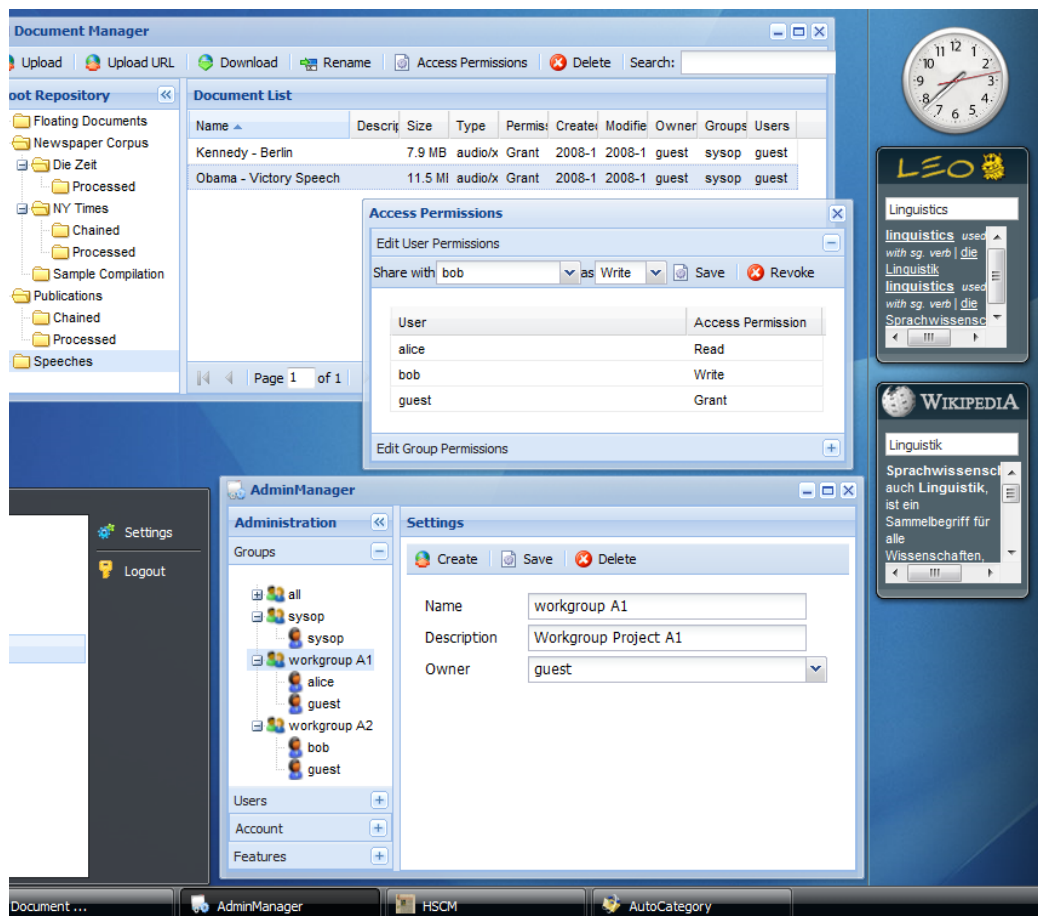 Document Manager
Upload
Upload URL
Download
Rename
Access Permissions
Delete
Search:
oot Repository
Floating Documents
Newspaper Corpus
Die Zeit
Processed
NY Times
Chained
Processed
Sample Compilation
Publications
Chained
Processed
Speeches
Document List
Name Descrip Size Type Permiss Created Modifie Owner Groups Users
Kennedy - Berlin 7.9 MB audio/x Grant 2008-1 2008-1 guest sysop guest
Obama - Victory Speech 11.5 MI audio/x Grant 2008-1 2008-1 guest sysop guest
Page 1 of 1
Access Permissions
Edit User Permissions
Share with bob as Write Save Revoke
User Access Permission
alice Read
bob Write
guest Grant
Edit Group Permissions
12
1
2
3
4
5
6
7
8
9
10
11
LEO
Linguistics
linguistics used
with sg. verb | die
Linguistik
linguistics used
with sg. verb | die
Sprachwissensc
WIKIPEDIA
Linguistik
Sprachwissensch
auch Linguistik,
ist ein
Sammelbegriff für
alle
Wissenschaften,
Settings
Logout
AdminManager
Administration
Groups
all
sysop
sysop
workgroup A1
alice
guest
workgroup A2
bob
guest
Users
Account
Features
Settings
Create
Save
Delete
Name workgroup A1
Description Workgroup Project A1
Owner guest
Document ...
AdminManager
HSCM
AutoCategory